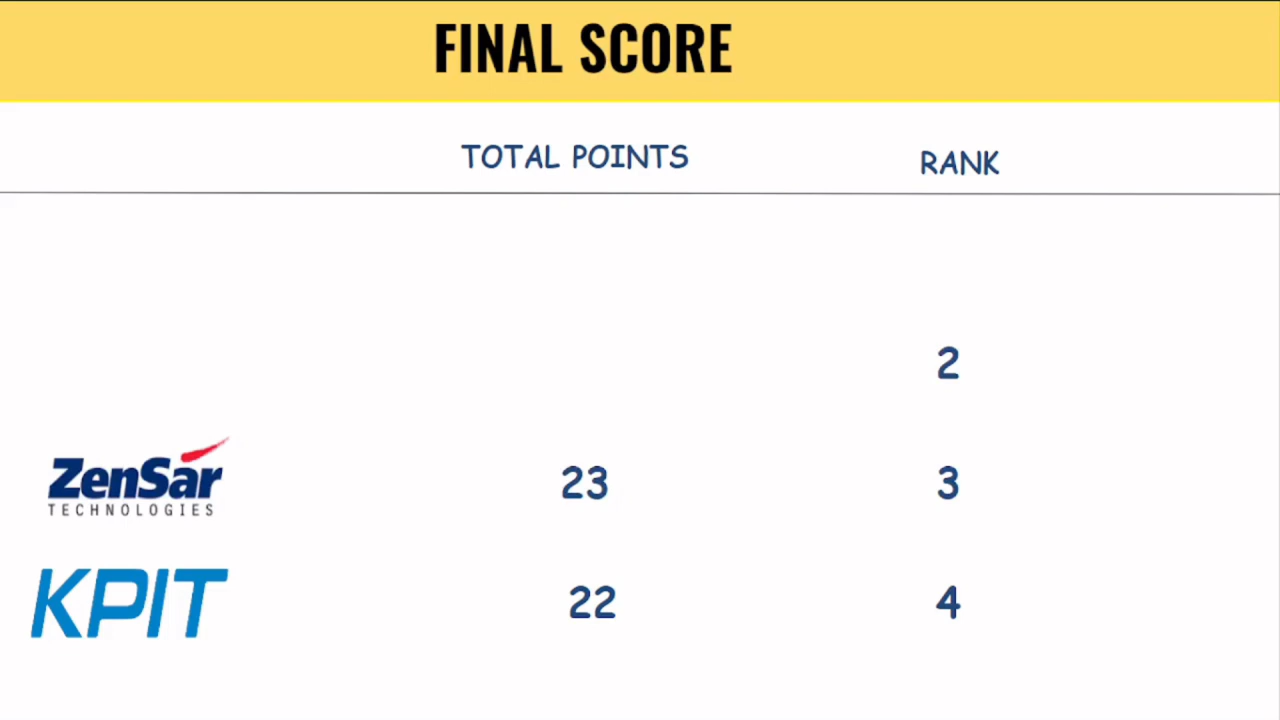 FINAL SCORE
TOTAL POINTS RANK
2
ZenSar TECHNOLOGIES 23 3
KPIT 22 4